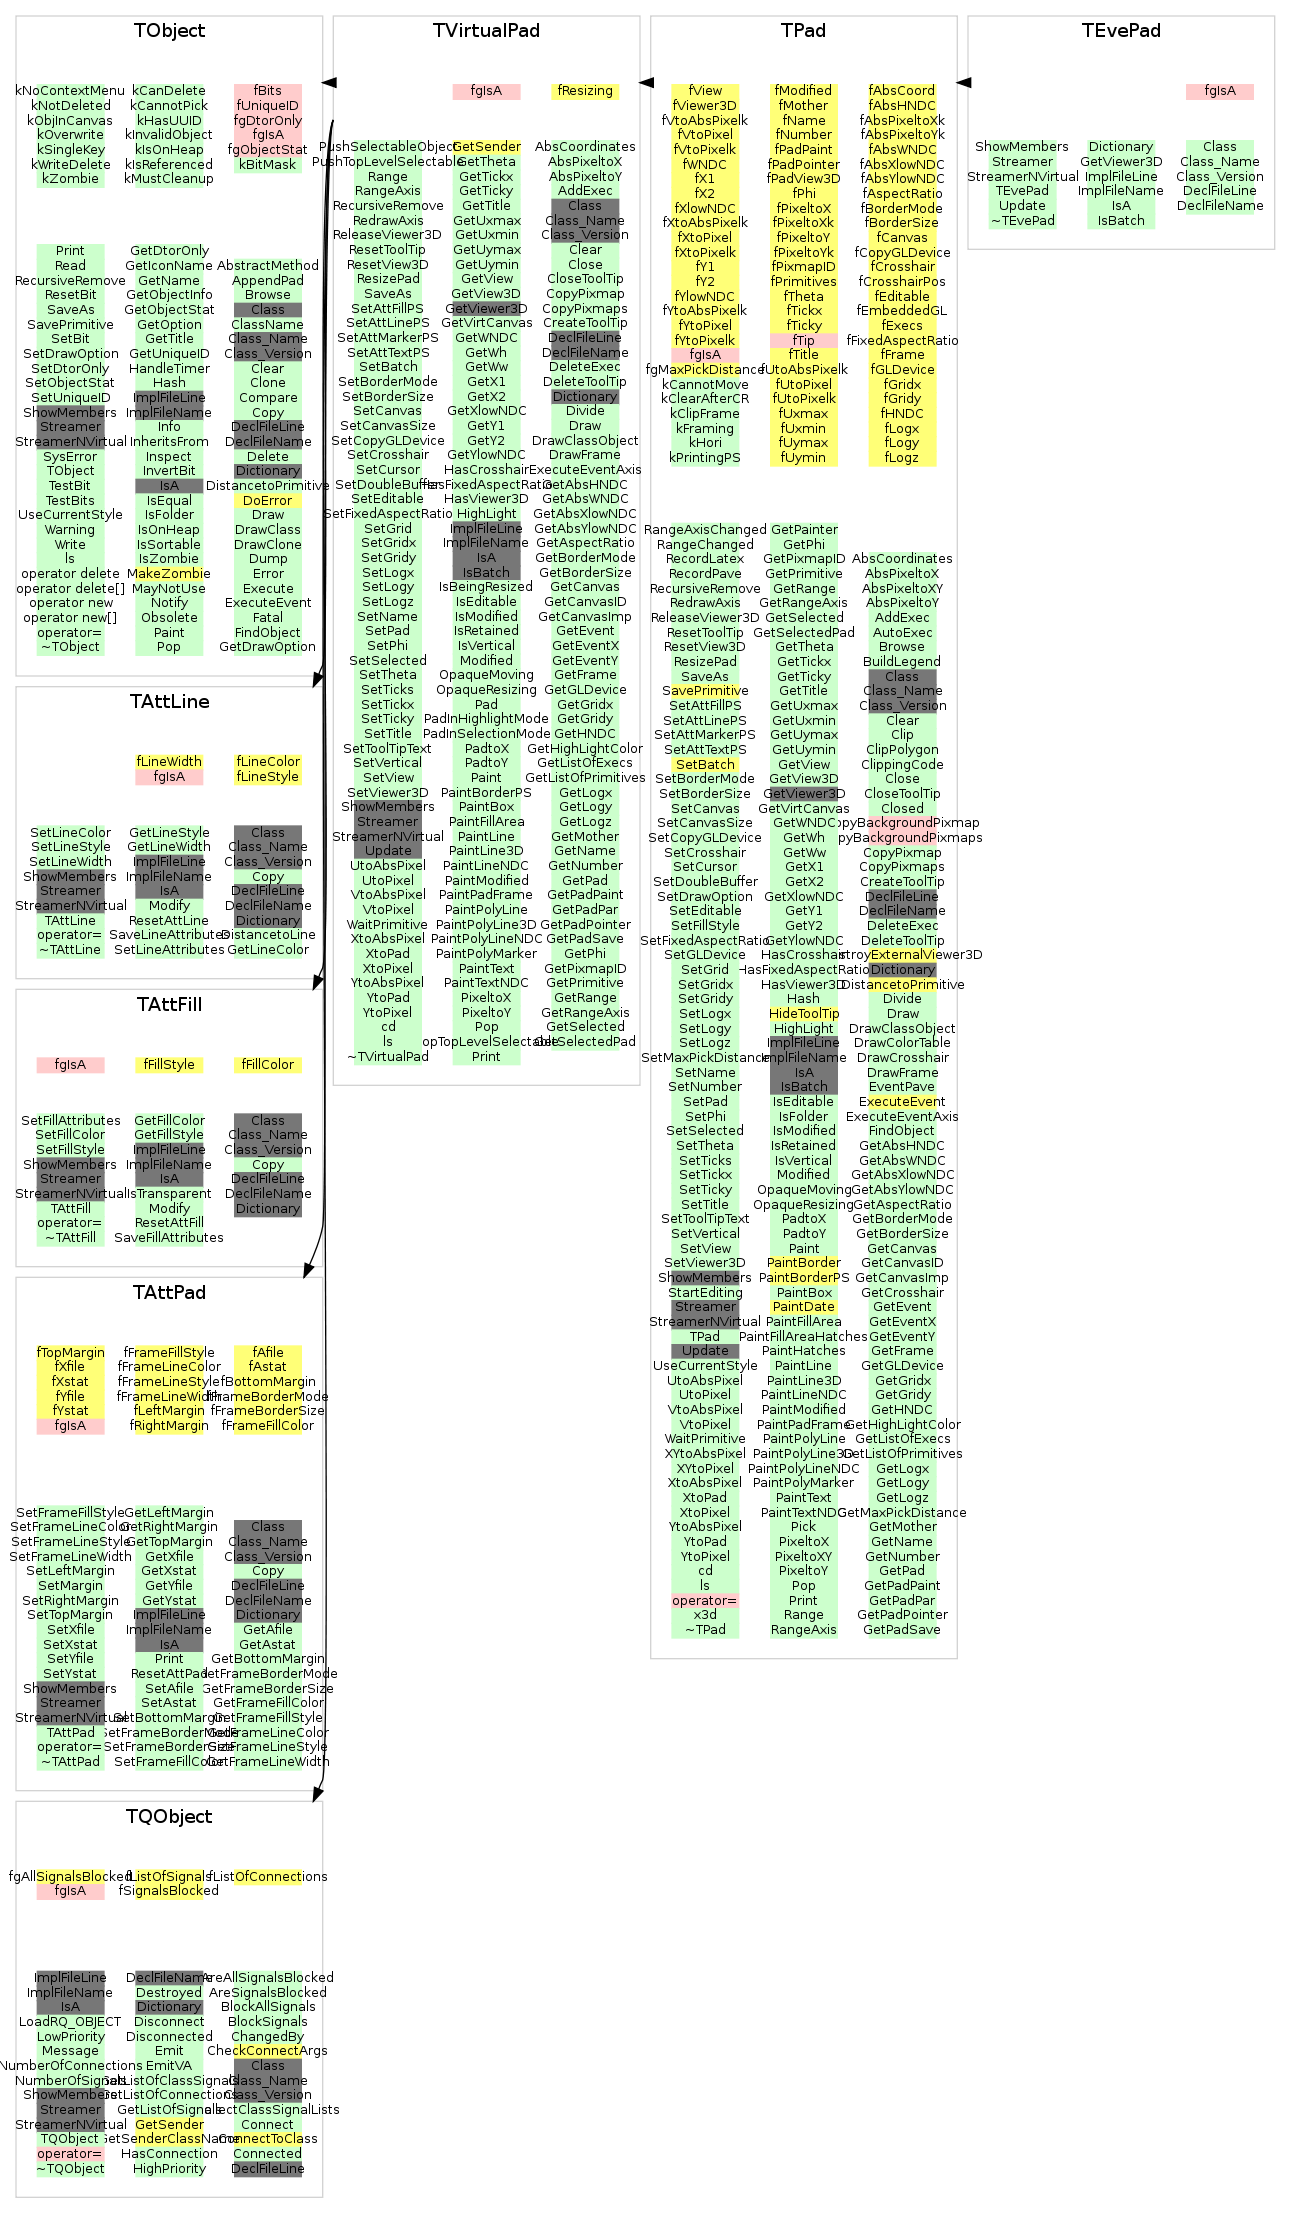 TObject
kNoContextMenu
kNotDeleted
kObjInCanvas
kOverwrite
kSingleKey
kWriteDelete
kZombie
kCanDelete
kCannotPick
kHasUUID
kInvalidObject
kIsOnHeap
kIsReferenced
kMustCleanup
fBits
fUniqueID
fgDtorOnly
fgIsA
fgObjectStat
kBitMask
Print
Read
RecursiveRemove
ResetBit
SaveAs
SavePrimitive
SetBit
SetDrawOption
SetDtorOnly
SetObjectStat
SetUniqueID
ShowMembers
Streamer
StreamerNVirtual
SysError
TObject
TestBit
TestBits
UseCurrentStyle
Warning
Write
ls
operator delete
operator delete[]
operator new
operator new[]
operator=
~TObject
GetDtorOnly
GetIconName
GetName
GetObjectInfo
GetObjectStat
GetOption
GetTitle
GetUniqueID
HandleTimer
Hash
ImplFileLine
ImplFileName
Info
InheritsFrom
Inspect
InvertBit
IsA
IsEqual
IsFolder
IsOnHeap
IsSortable
IsZombie
MakeZombie
MayNotUse
Notify
Obsolete
Paint
Pop
AbstractMethod
AppendPad
Browse
Class
ClassName
Class_Name
Class_Version
Clear
Clone
Compare
Copy
DeclFileLine
DeclFileName
Delete
Dictionary
DistancetoPrimitive
DoError
Draw
DrawClass
DrawClone
Dump
Error
Execute
ExecuteEvent
Fatal
FindObject
GetDrawOption
TAttLine
fLineWidth
fgIsA
fLineColor
fLineStyle
SetLineColor
SetLineStyle
SetLineWidth
ShowMembers
Streamer
StreamerNVirtual
TAttLine
operator=
~TAttLine
GetLineStyle
GetLineWidth
ImplFileLine
ImplFileName
IsA
Modify
ResetAttLine
SaveLineAttributes
SetLineAttributes
Class
Class_Name
Class_Version
Copy
DeclFileLine
DeclFileName
Dictionary
DistancetoLine
GetLineColor
TAttFill
fgIsA
fFillStyle
fFillColor
SetFillAttributes
SetFillColor
SetFillStyle
ShowMembers
Streamer
StreamerNVirtual
TAttFill
operator=
~TAttFill
GetFillColor
GetFillStyle
ImplFileLine
ImplFileName
IsA
IsTransparent
Modify
ResetAttFill
SaveFillAttributes
Class
Class_Name
Class_Version
Copy
DeclFileLine
DeclFileName
Dictionary
TAttPad
fTopMargin
fXfile
fXstat
fYfile
fYstat
fgIsA
fFrameFillStyle
fFrameLineColor
fFrameLineStyle
fFrameLineWidth
fLeftMargin
fRightMargin
fAfile
fAstat
fBottomMargin
fFrameBorderMode
fFrameBorderSize
fFrameFillColor
SetFrameFillStyle
SetFrameLineColor
SetFrameLineStyle
SetFrameLineWidth
SetLeftMargin
SetMargin
SetRightMargin
SetTopMargin
SetXfile
SetXstat
SetYfile
SetYstat
ShowMembers
Streamer
StreamerNVirtual
TAttPad
operator=
~TAttPad
GetLeftMargin
GetRightMargin
GetTopMargin
GetXfile
GetXstat
GetYfile
GetYstat
ImplFileLine
ImplFileName
IsA
Print
ResetAttPad
SetAfile
SetAstat
SetBottomMargin
SetFrameBorderMode
SetFrameBorderSize
SetFrameFillColor
Class
Class_Name
Class_Version
Copy
DeclFileLine
DeclFileName
Dictionary
GetAfile
GetAstat
GetBottomMargin
GetFrameBorderMode
GetFrameBorderSize
GetFrameFillColor
GetFrameFillStyle
GetFrameLineColor
GetFrameLineStyle
GetFrameLineWidth
TQObject
fgAllSignalsBlocked
fgIsA
fListOfSignals
fSignalsBlocked
fListOfConnections
ImplFileLine
ImplFileName
IsA
LoadRQ_OBJECT
LowPriority
Message
NumberOfConnections
NumberOfSignals
ShowMembers
Streamer
StreamerNVirtual
TQObject
operator=
~TQObject
DeclFileName
Destroyed
Dictionary
Disconnect
Disconnected
Emit
EmitVA
GetListOfClassSignals
GetListOfConnections
GetListOfSignals
GetSender
GetSenderClassName
HasConnection
HighPriority
AreAllSignalsBlocked
AreSignalsBlocked
BlockAllSignals
BlockSignals
ChangedBy
CheckConnectArgs
Class
Class_Name
Class_Version
lectClassSignalLists
Connect
ConnectToClass
Connected
DeclFileLine
TVirtualPad
fgIsA
fResizing
PushSelectableObject
PushTopLevelSelectable
Range
RangeAxis
RecursiveRemove
RedrawAxis
ReleaseViewer3D
ResetToolTip
ResetView3D
ResizePad
SaveAs
SetAttFillPS
SetAttLinePS
SetAttMarkerPS
SetAttTextPS
SetBatch
SetBorderMode
SetBorderSize
SetCanvas
SetCanvasSize
SetCopyGLDevice
SetCrosshair
SetCursor
SetDoubleBuffer
SetEditable
SetFixedAspectRatio
SetGrid
SetGridx
SetGridy
SetLogx
SetLogy
SetLogz
SetName
SetPad
SetPhi
SetSelected
SetTheta
SetTicks
SetTickx
SetTicky
SetTitle
SetToolTipText
SetVertical
SetView
SetViewer3D
ShowMembers
Streamer
StreamerNVirtual
Update
UtoAbsPixel
UtoPixel
VtoAbsPixel
VtoPixel
WaitPrimitive
XtoAbsPixel
XtoPad
XtoPixel
YtoAbsPixel
YtoPad
YtoPixel
cd
ls
~TVirtualPad
GetSender
GetTheta
GetTickx
GetTicky
GetTitle
GetUxmax
GetUxmin
GetUymax
GetUymin
GetView
GetView3D
GetViewer3D
GetVirtCanvas
GetWNDC
GetWh
GetWw
GetX1
GetX2
GetXlowNDC
GetY1
GetY2
GetYlowNDC
HasCrosshair
HasFixedAspectRatio
HasViewer3D
HighLight
ImplFileLine
ImplFileName
IsA
IsBatch
IsBeingResized
IsEditable
IsModified
IsRetained
IsVertical
Modified
OpaqueMoving
OpaqueResizing
Pad
PadInHighlightMode
PadInSelectionMode
PadtoX
PadtoY
Paint
PaintBorderPS
PaintBox
PaintFillArea
PaintLine
PaintLine3D
PaintLineNDC
PaintModified
PaintPadFrame
PaintPolyLine
PaintPolyLine3D
PaintPolyLineNDC
PaintPolyMarker
PaintText
PaintTextNDC
PixeltoX
PixeltoY
Pop
opTopLevelSelectable
Print
AbsCoordinates
AbsPixeltoX
AbsPixeltoY
AddExec
Class
Class_Name
Class_Version
Clear
Close
CloseToolTip
CopyPixmap
CopyPixmaps
CreateToolTip
DeclFileLine
DeclFileName
DeleteExec
DeleteToolTip
Dictionary
Divide
Draw
DrawClassObject
DrawFrame
ExecuteEventAxis
GetAbsHNDC
GetAbsWNDC
GetAbsXlowNDC
GetAbsYlowNDC
GetAspectRatio
GetBorderMode
GetBorderSize
GetCanvas
GetCanvasID
GetCanvasImp
GetEvent
GetEventX
GetEventY
GetFrame
GetGLDevice
GetGridx
GetGridy
GetHNDC
GetHighLightColor
GetListOfExecs
GetListOfPrimitives
GetLogx
GetLogy
GetLogz
GetMother
GetName
GetNumber
GetPad
GetPadPaint
GetPadPar
GetPadPointer
GetPadSave
GetPhi
GetPixmapID
GetPrimitive
GetRange
GetRangeAxis
GetSelected
GetSelectedPad
TPad
fView
fViewer3D
fVtoAbsPixelk
fVtoPixel
fVtoPixelk
fWNDC
fX1
fX2
fXlowNDC
fXtoAbsPixelk
fXtoPixel
fXtoPixelk
fY1
fY2
fYlowNDC
fYtoAbsPixelk
fYtoPixel
fYtoPixelk
fgIsA
fgMaxPickDistance
kCannotMove
kClearAfterCR
kClipFrame
kFraming
kHori
kPrintingPS
fModified
fMother
fName
fNumber
fPadPaint
fPadPointer
fPadView3D
fPhi
fPixeltoX
fPixeltoXk
fPixeltoY
fPixeltoYk
fPixmapID
fPrimitives
fTheta
fTickx
fTicky
fTip
fTitle
fUtoAbsPixelk
fUtoPixel
fUtoPixelk
fUxmax
fUxmin
fUymax
fUymin
fAbsCoord
fAbsHNDC
fAbsPixeltoXk
fAbsPixeltoYk
fAbsWNDC
fAbsXlowNDC
fAbsYlowNDC
fAspectRatio
fBorderMode
fBorderSize
fCanvas
fCopyGLDevice
fCrosshair
fCrosshairPos
fEditable
fEmbeddedGL
fExecs
fFixedAspectRatio
fFrame
fGLDevice
fGridx
fGridy
fHNDC
fLogx
fLogy
fLogz
RangeAxisChanged
RangeChanged
RecordLatex
RecordPave
RecursiveRemove
RedrawAxis
ReleaseViewer3D
ResetToolTip
ResetView3D
ResizePad
SaveAs
SavePrimitive
SetAttFillPS
SetAttLinePS
SetAttMarkerPS
SetAttTextPS
SetBatch
SetBorderMode
SetBorderSize
SetCanvas
SetCanvasSize
SetCopyGLDevice
SetCrosshair
SetCursor
SetDoubleBuffer
SetDrawOption
SetEditable
SetFillStyle
SetFixedAspectRatio
SetGLDevice
SetGrid
SetGridx
SetGridy
SetLogx
SetLogy
SetLogz
SetMaxPickDistance
SetName
SetNumber
SetPad
SetPhi
SetSelected
SetTheta
SetTicks
SetTickx
SetTicky
SetTitle
SetToolTipText
SetVertical
SetView
SetViewer3D
ShowMembers
StartEditing
Streamer
StreamerNVirtual
TPad
Update
UseCurrentStyle
UtoAbsPixel
UtoPixel
VtoAbsPixel
VtoPixel
WaitPrimitive
XYtoAbsPixel
XYtoPixel
XtoAbsPixel
XtoPad
XtoPixel
YtoAbsPixel
YtoPad
YtoPixel
cd
ls
operator=
x3d
~TPad
GetPainter
GetPhi
GetPixmapID
GetPrimitive
GetRange
GetRangeAxis
GetSelected
GetSelectedPad
GetTheta
GetTickx
GetTicky
GetTitle
GetUxmax
GetUxmin
GetUymax
GetUymin
GetView
GetView3D
GetViewer3D
GetVirtCanvas
GetWNDC
GetWh
GetWw
GetX1
GetX2
GetXlowNDC
GetY1
GetY2
GetYlowNDC
HasCrosshair
HasFixedAspectRatio
HasViewer3D
Hash
HideToolTip
HighLight
ImplFileLine
ImplFileName
IsA
IsBatch
IsEditable
IsFolder
IsModified
IsRetained
IsVertical
Modified
OpaqueMoving
OpaqueResizing
PadtoX
PadtoY
Paint
PaintBorder
PaintBorderPS
PaintBox
PaintDate
PaintFillArea
PaintFillAreaHatches
PaintHatches
PaintLine
PaintLine3D
PaintLineNDC
PaintModified
PaintPadFrame
PaintPolyLine
PaintPolyLine3D
PaintPolyLineNDC
PaintPolyMarker
PaintText
PaintTextNDC
Pick
PixeltoX
PixeltoXY
PixeltoY
Pop
Print
Range
RangeAxis
AbsCoordinates
AbsPixeltoX
AbsPixeltoXY
AbsPixeltoY
AddExec
AutoExec
Browse
BuildLegend
Class
Class_Name
Class_Version
Clear
Clip
ClipPolygon
ClippingCode
Close
CloseToolTip
Closed
opyBackgroundPixmap
pyBackgroundPixmaps
CopyPixmap
CopyPixmaps
CreateToolTip
DeclFileLine
DeclFileName
DeleteExec
DeleteToolTip
stroyExternalViewer3D
Dictionary
DistancetoPrimitive
Divide
Draw
DrawClassObject
DrawColorTable
DrawCrosshair
DrawFrame
EventPave
ExecuteEvent
ExecuteEventAxis
FindObject
GetAbsHNDC
GetAbsWNDC
GetAbsXlowNDC
GetAbsYlowNDC
GetAspectRatio
GetBorderMode
GetBorderSize
GetCanvas
GetCanvasID
GetCanvasImp
GetCrosshair
GetEvent
GetEventX
GetEventY
GetFrame
GetGLDevice
GetGridx
GetGridy
GetHNDC
GetHighLightColor
GetListOfExecs
GetListOfPrimitives
GetLogx
GetLogy
GetLogz
GetMaxPickDistance
GetMother
GetName
GetNumber
GetPad
GetPadPaint
GetPadPar
GetPadPointer
GetPadSave
TEvePad
fgIsA
ShowMembers
Streamer
StreamerNVirtual
TEvePad
Update
~TEvePad
Dictionary
GetViewer3D
ImplFileLine
ImplFileName
IsA
IsBatch
Class
Class_Name
Class_Version
DeclFileLine
DeclFileName